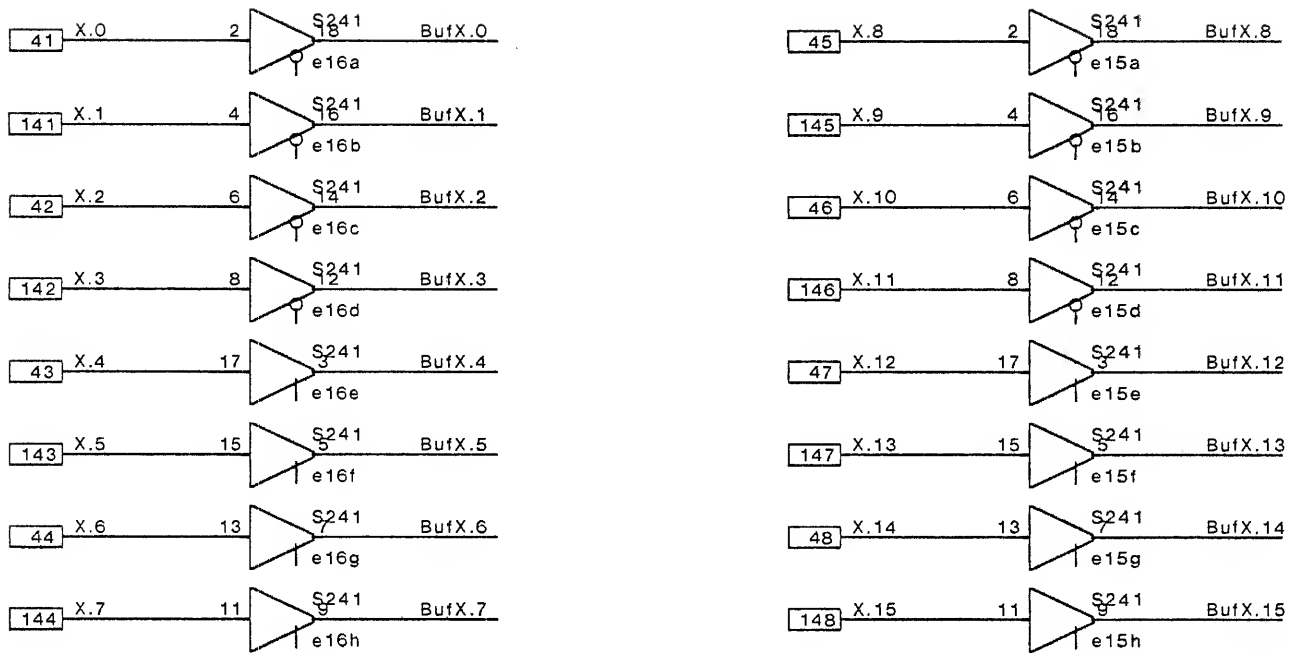 S241
41 X.0 2 18 BufX.0
e16a
S241
141 X.1 4 16 BufX.1
e16b
S241
42 X.2 6 14 BufX.2
e16c
S241
142 X.3 8 12 BufX.3
e16d
S241
43 X.4 17 3 BufX.4
e16e
S241
143 X.5 15 5 BufX.5
e16f
S241
44 X.6 13 7 BufX.6
e16g
S241
144 X.7 11 9 BufX.7
e16h
S241
45 X.8 2 18 BufX.8
e15a
S241
145 X.9 4 16 BufX.9
e15b
S241
46 X.10 6 14 BufX.10
e15c
S241
146 X.11 8 12 BufX.11
e15d
S241
47 X.12 17 3 BufX.12
e15e
S241
147 X.13 15 5 BufX.13
e15f
S241
48 X.14 13 7 BufX.14
e15g
S241
148 X.15 11 9 BufX.15
e15h